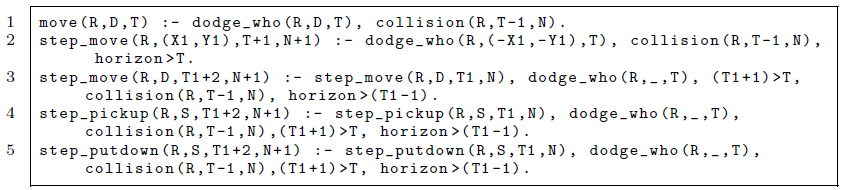 1 move(R,D,T) :- dodge_who(R,D,T), collision(R,T-1,N).
2 step_move(R,(X1,Y1),T+1,N+1) :- dodge_who(R,(-X1,-Y1),T), collision(R,T-1,N),
horizon>T.
3 step_move(R,D,T1+2,N+1) :- step_move(R,D,T1,N), dodge_who(R,_,T), (T1+1)>T,
collision(R,T-1,N), horizon>(T1-1).
4 step_pickup(R,S,T1+2,N+1) :- step_pickup(R,S,T1,N), dodge_who(R,_,T),
collision(R,T-1,N),(T1+1)>T, horizon>(T1-1).
5 step_putdown(R,S,T1+2,N+1) :- step_putdown(R,S,T1,N), dodge_who(R,_,T),
collision(R,T-1,N),(T1+1)>T, horizon>(T1-1).